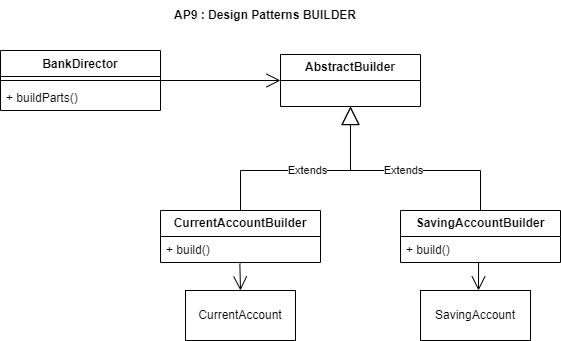 AP9 : Design Patterns BUILDER
BankDirector
+ buildParts()
AbstractBuilder
Extends
Extends
CurrentAccountBuilder
+ build()
SavingAccountBuilder
+ build()
CurrentAccount
SavingAccount